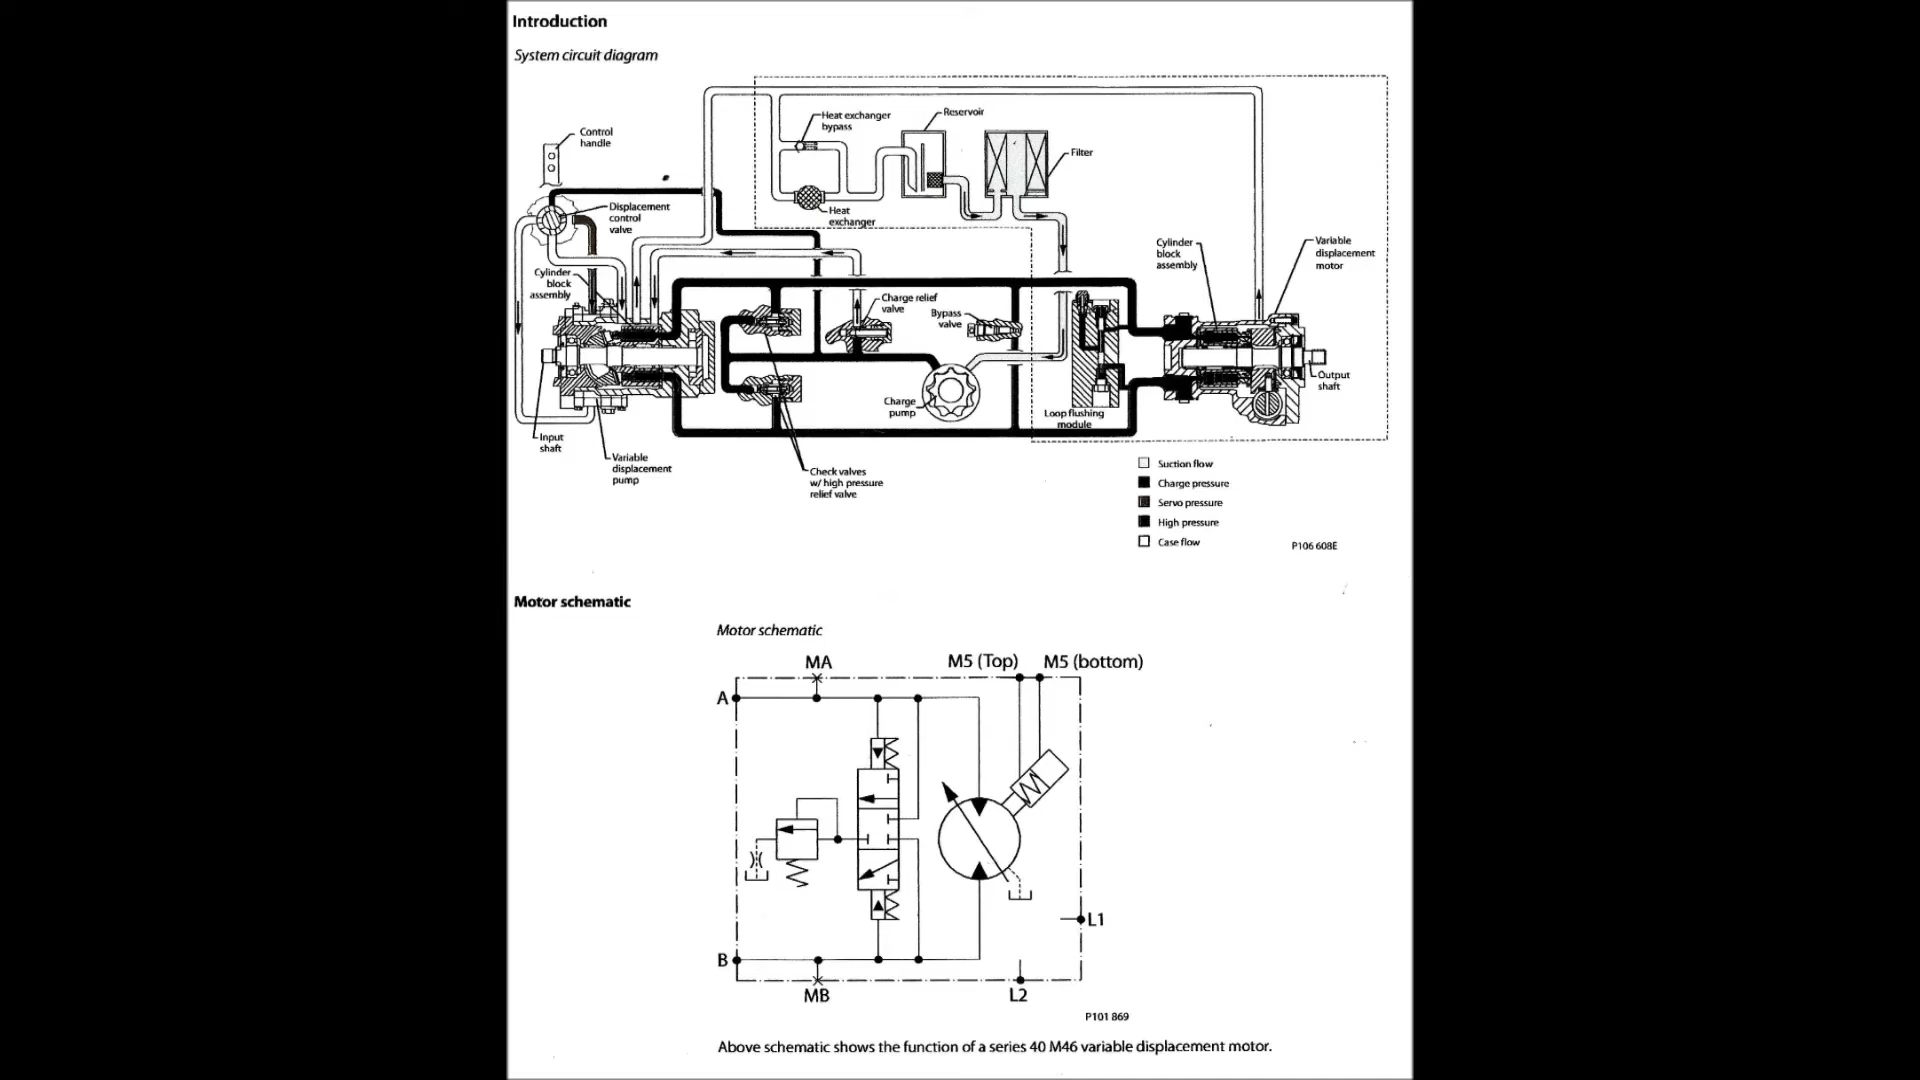 Introduction
System circuit diagram
Control
handle
Heat exchanger
bypass
Reservoir
Filter
Displacement
control
valve
Heat
exchanger
Cylinder
block
assembly
Cylinder
block
assembly
Variable
displacement
motor
Charge relief
valve
Bypass
valve
Charge
pump
Loop flushing
module
Output
shaft
Input
shaft
Variable
displacement
pump
Check valves
w/ high pressure
relief valve
Suction flow
Charge pressure
Servo pressure
High pressure
Case flow
P106 608E
Motor schematic
Motor schematic
MA
M5 (Top)
M5 (bottom)
A
L1
B
MB
L2
P101 869
Above schematic shows the function of a series 40 M46 variable displacement motor.